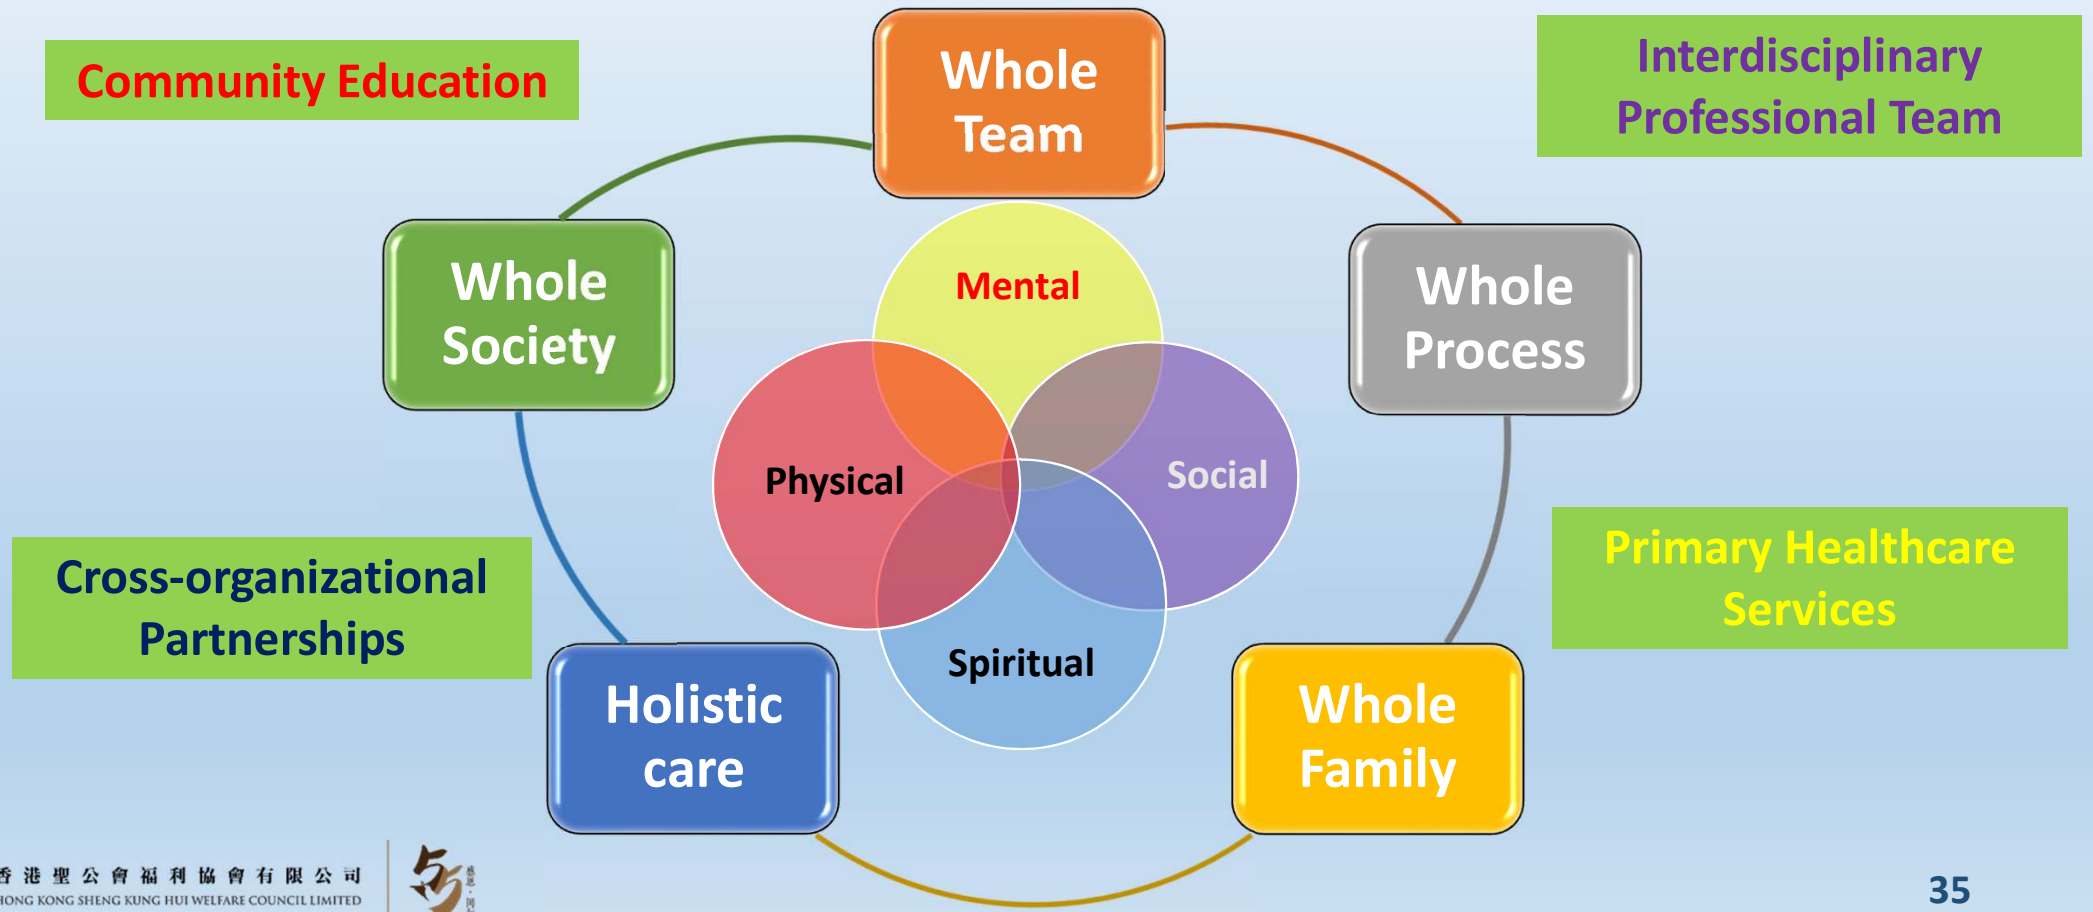 Community Education
Whole
Team
Interdisciplinary
Professional Team
Whole
Society
Mental
Whole
Process
Physical
Social
Cross-organizational
Partnerships
Primary Healthcare
Services
Spiritual
Holistic
care
Whole
Family
香港聖公會福利協會有限公司
HONG KONG SHENG KUNG HUI WELFARE COUNCIL LIMITED
35